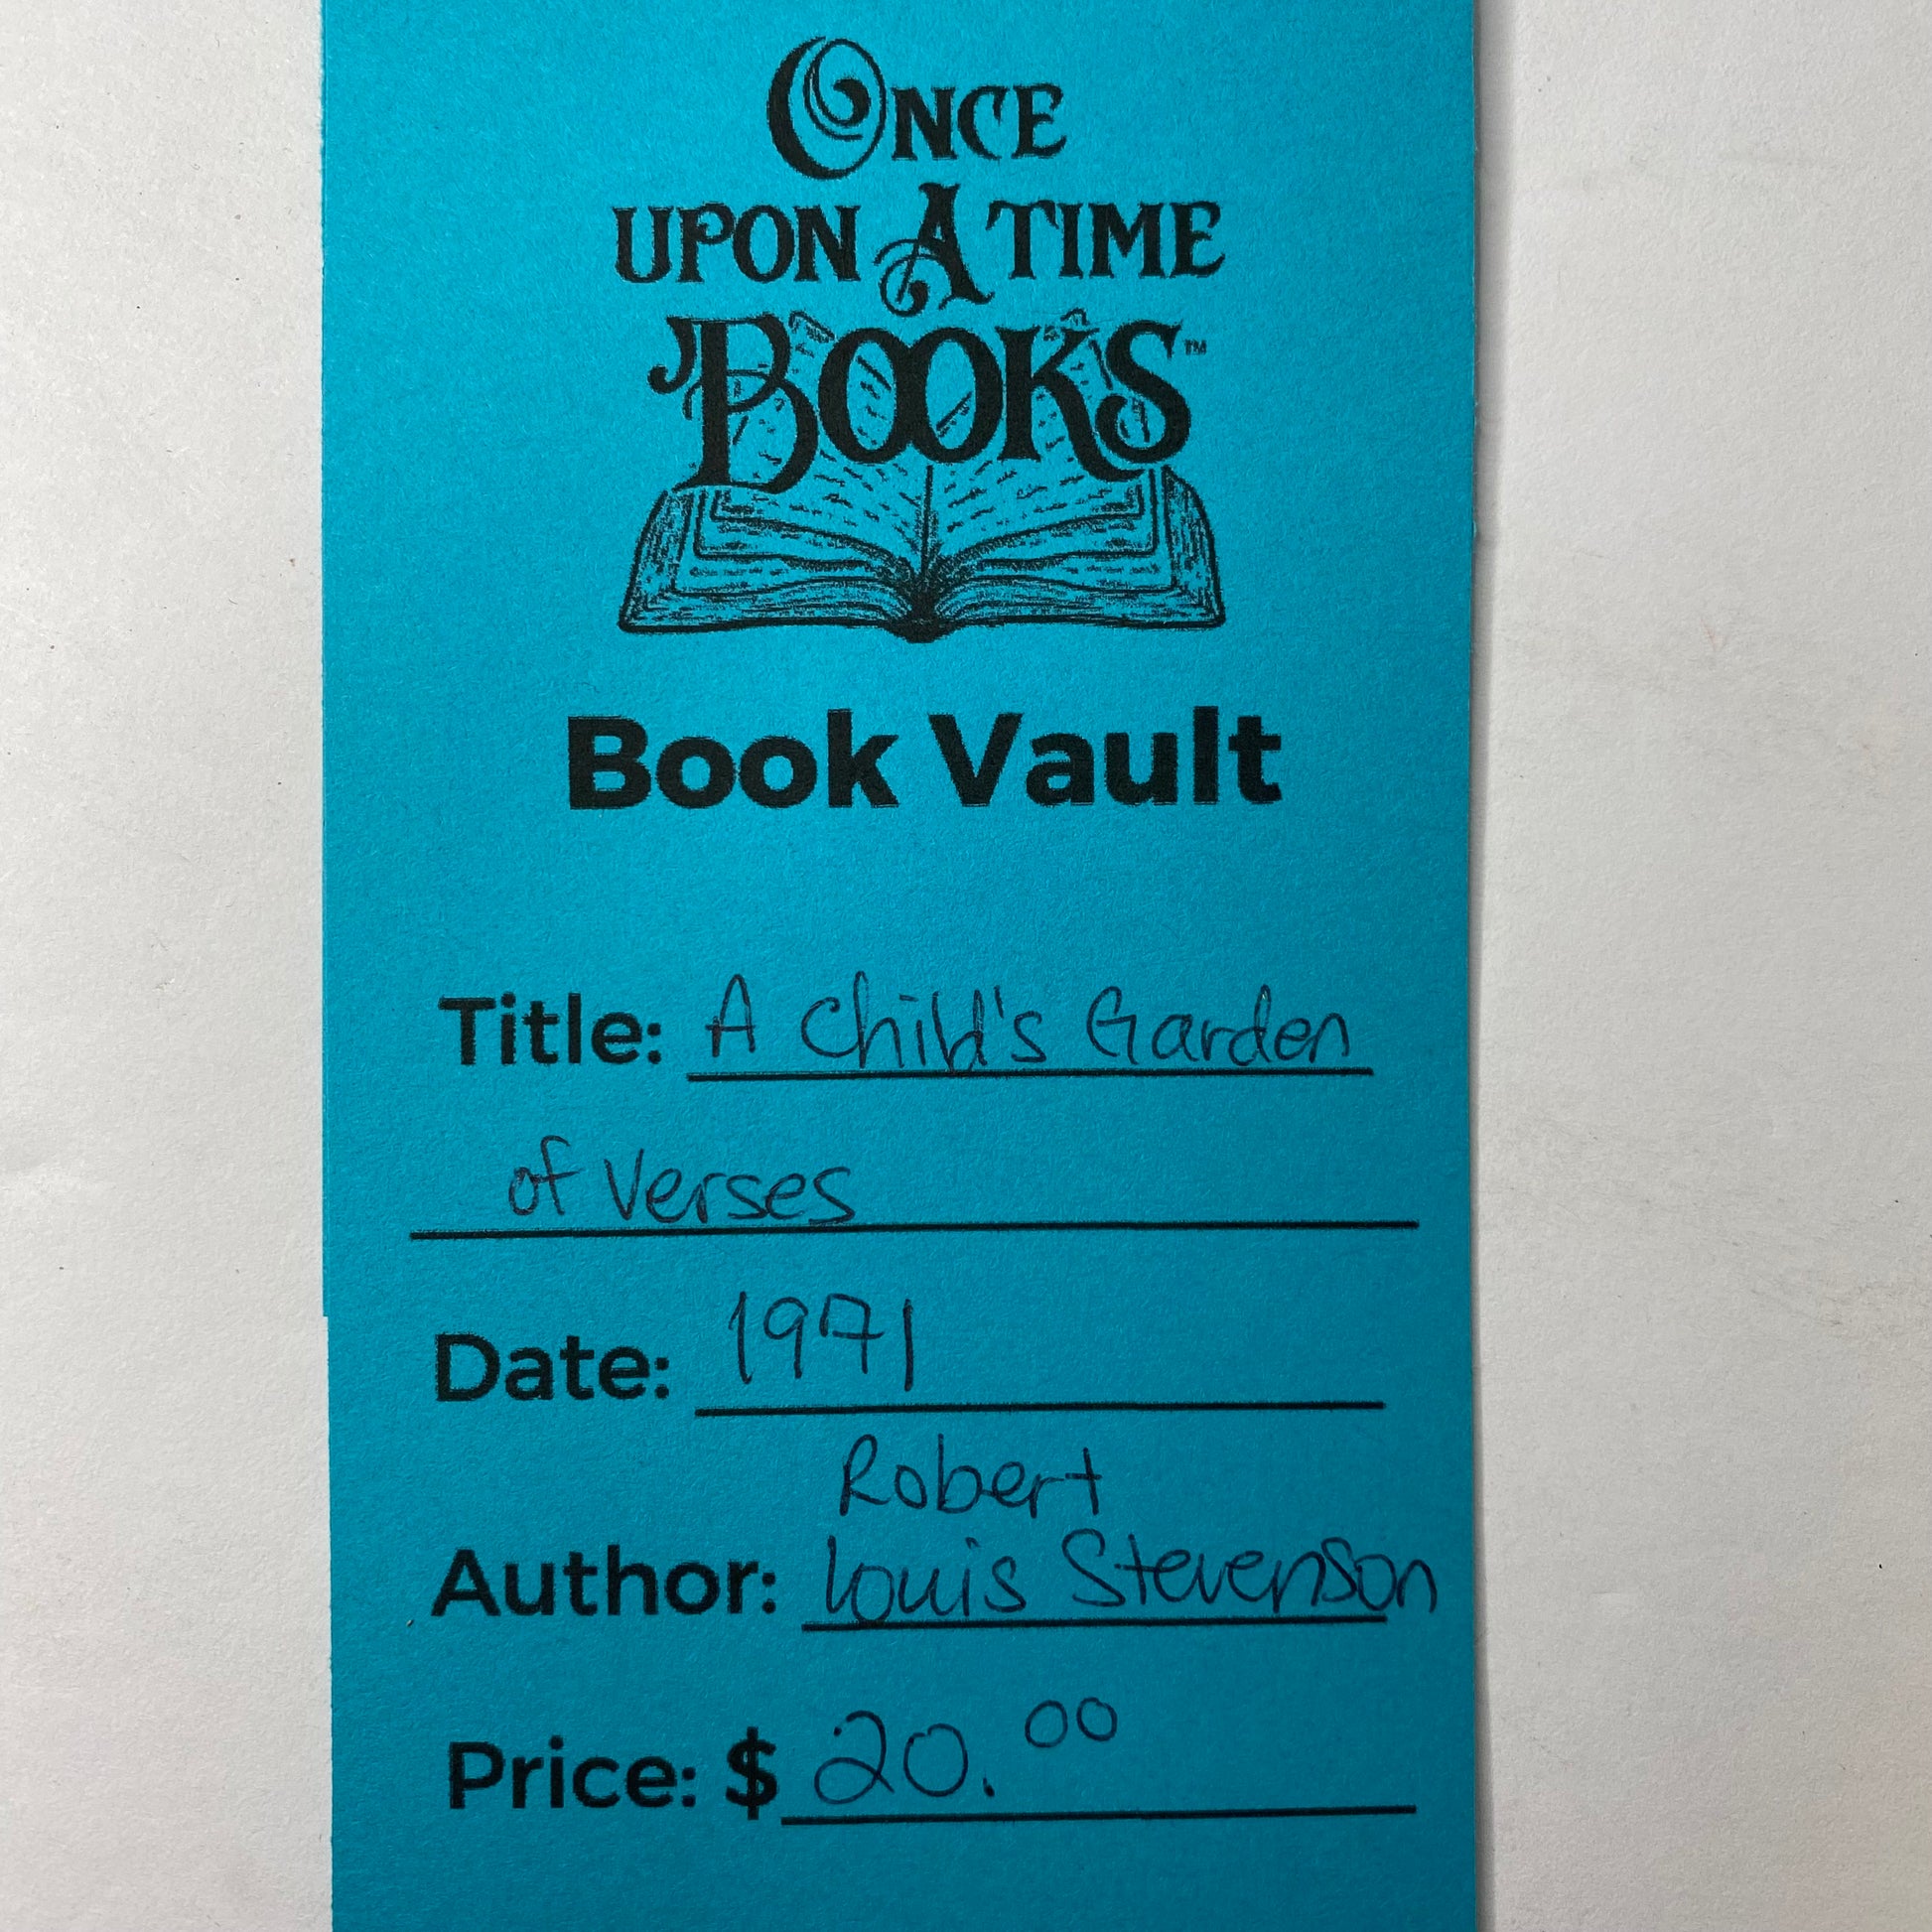 ONCE
UPON A TIME
BOOKS™
Book Vault
Title: A Child's Garden
of Verses
Date: 1971
Robert
Author: Louis Stevenson
Price: $20.00